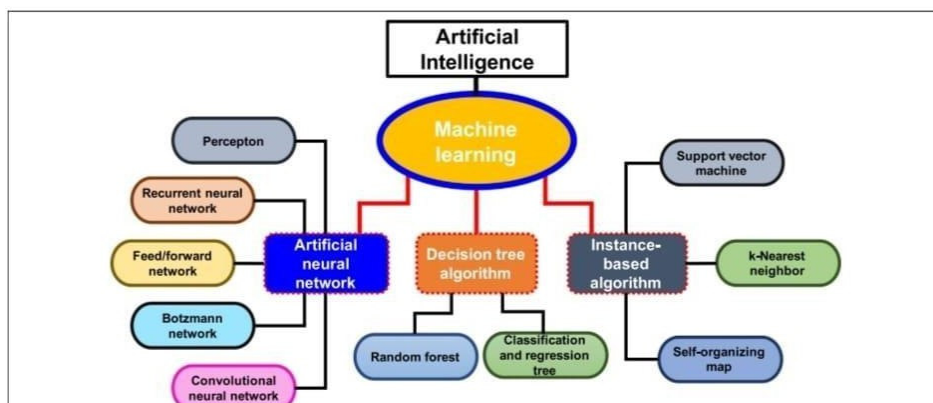 Artificial
Intelligence
Machine
learning
Percepton
Recurrent neural
network
Feed/forward
network
Botzmann
network
Convolutional
neural network
Artificial
neural
network
Decision tree
algorithm
Random forest
Classification
and regression
tree
Instance-
based
algorithm
Support vector
machine
k-Nearest
neighbor
Self-organizing
map